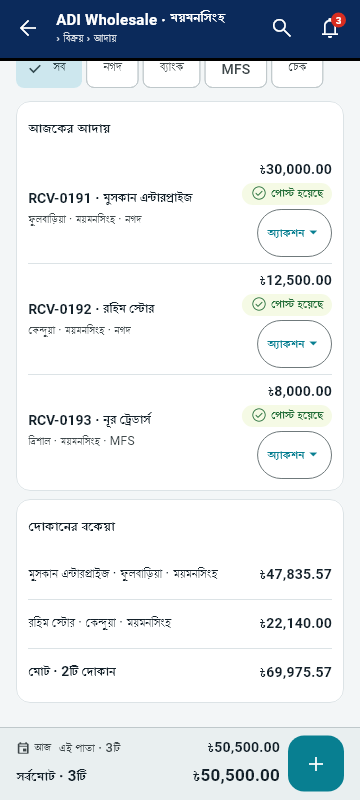 ADI Wholesale · ময়মনসিংহ
› বিক্রয় › আদায়
3
সব
নগদ
ব্যাংক
MFS
চেক
আজকের আদায়
৳30,000.00
RCV-0191 · মুসকান এন্টারপ্রাইজ
পোস্ট হয়েছে
ফুলবাড়িয়া · ময়মনসিংহ · নগদ
অ্যাকশন
৳12,500.00
RCV-0192 · রহিম স্টোর
পোস্ট হয়েছে
কেন্দুয়া · ময়মনসিংহ · নগদ
অ্যাকশন
৳8,000.00
RCV-0193 · নূর ট্রেডার্স
পোস্ট হয়েছে
ত্রিশাল · ময়মনসিংহ · MFS
অ্যাকশন
দোকানের বকেয়া
মুসকান এন্টারপ্রাইজ · ফুলবাড়িয়া · ময়মনসিংহ ৳47,835.57
রহিম স্টোর · কেন্দুয়া · ময়মনসিংহ ৳22,140.00
মোট · 2টি দোকান ৳69,975.57
আজ এই পাতা · 3টি ৳50,500.00
সর্বমোট · 3টি ৳50,500.00